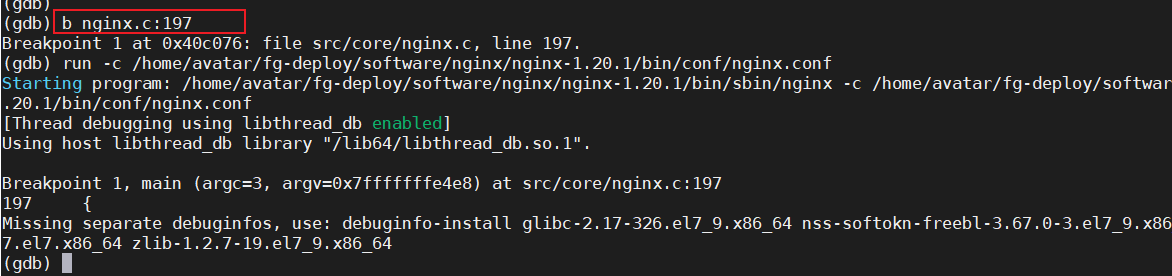 (gdb)
(gdb) b nginx.c:197
Breakpoint 1 at 0x40c076: file src/core/nginx.c, line 197.
(gdb) run -c /home/avatar/fg-deploy/software/nginx/nginx-1.20.1/bin/conf/nginx.conf
Starting program: /home/avatar/fg-deploy/software/nginx/nginx-1.20.1/bin/sbin/nginx -c /home/avatar/fg-deploy/softwar
.20.1/bin/conf/nginx.conf
[Thread debugging using libthread_db enabled]
Using host libthread_db library "/lib64/libthread_db.so.1".
Breakpoint 1, main (argc=3, argv=0x7fffffffe4e8) at src/core/nginx.c:197
197 {
Missing separate debuginfos, use: debuginfo-install glibc-2.17-326.el7_9.x86_64 nss-softokn-freebl-3.67.0-3.el7_9.x86
7.el7.x86_64 zlib-1.2.7-19.el7_9.x86_64
(gdb)